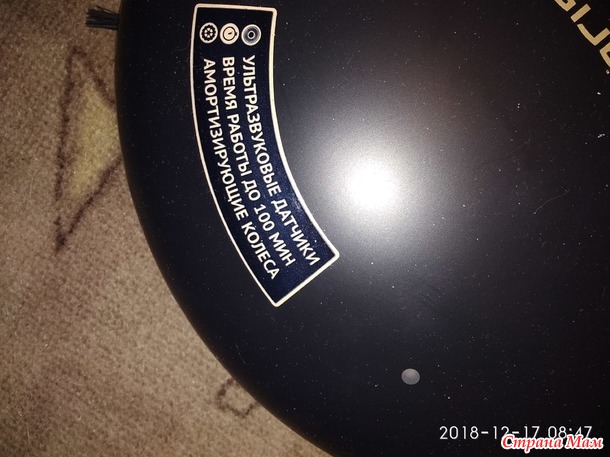 УЛЬТРАЗВУКОВЫЕ ДАТЧИКИ
ВРЕМЯ РАБОТЫ ДО 100 МИН
АМОРТИЗИРУЮЩИЕ КОЛЕСА
2018-12-17 08:47
Страна Мам